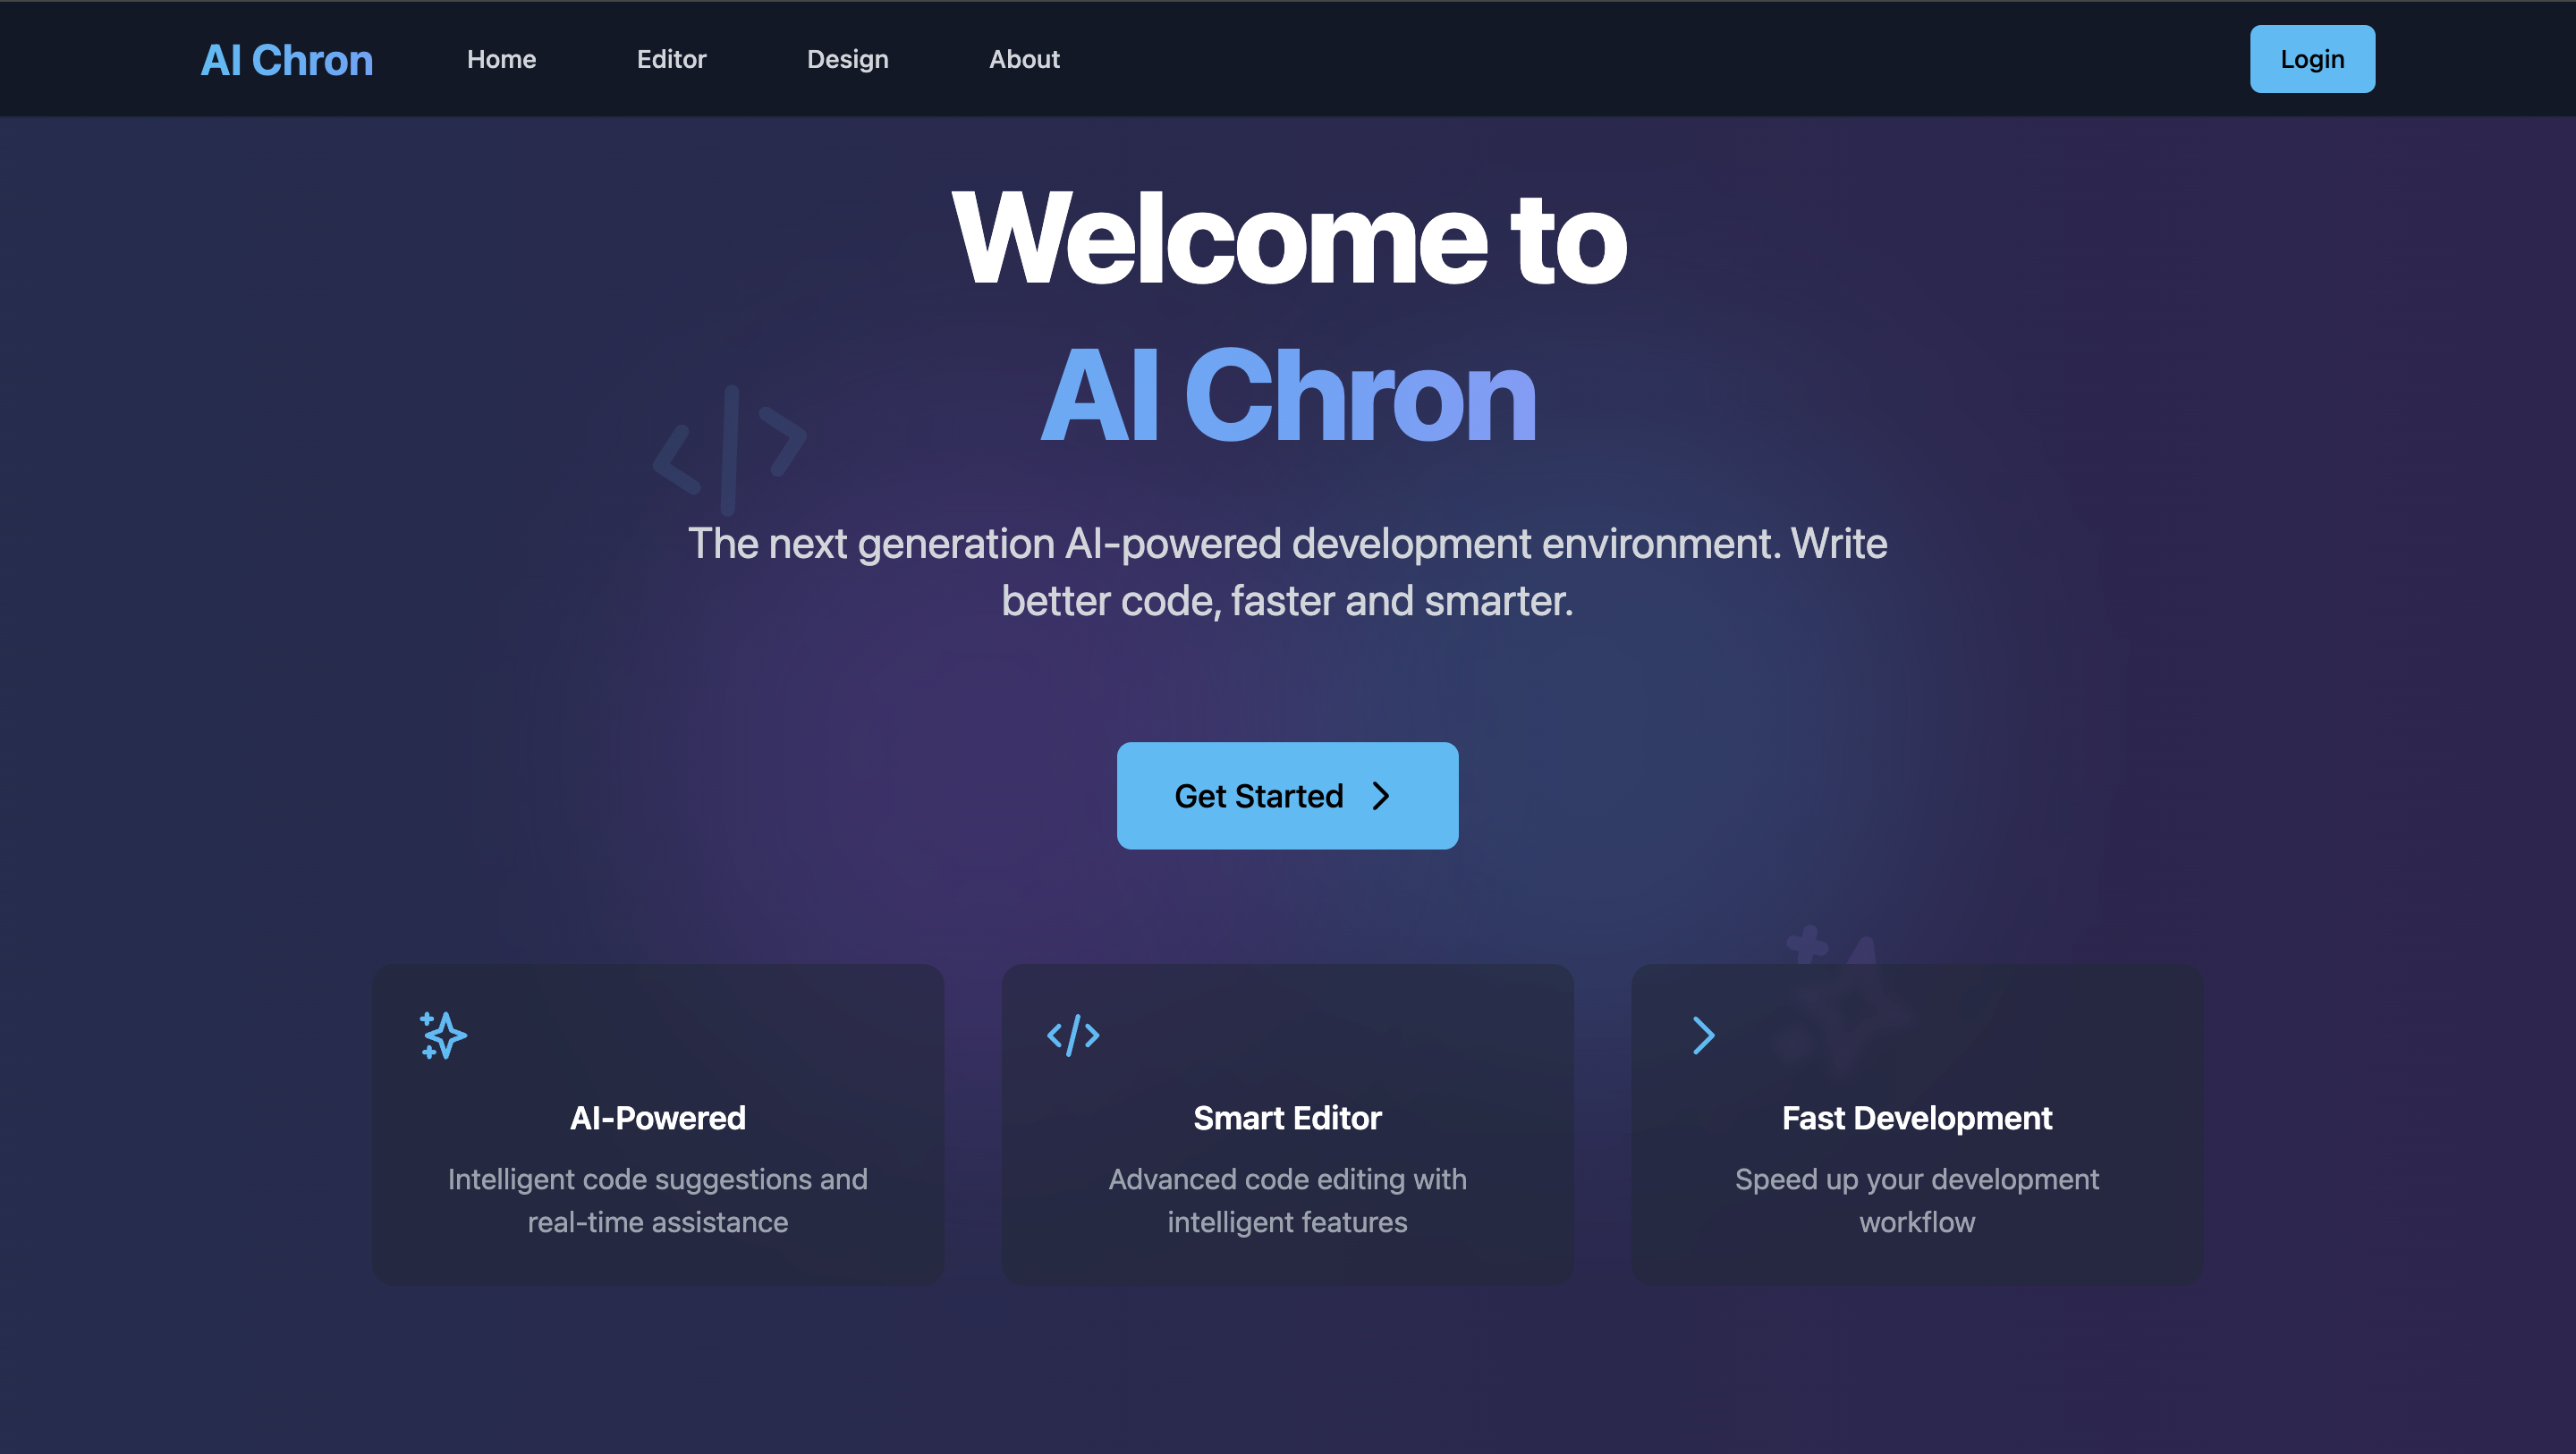 AI Chron
Home
Editor
Design
About
Login
Welcome to
AI Chron
The next generation AI-powered development environment. Write
better code, faster and smarter.
Get Started
AI-Powered
Intelligent code suggestions and
real-time assistance
Smart Editor
Advanced code editing with
intelligent features
Fast Development
Speed up your development
workflow